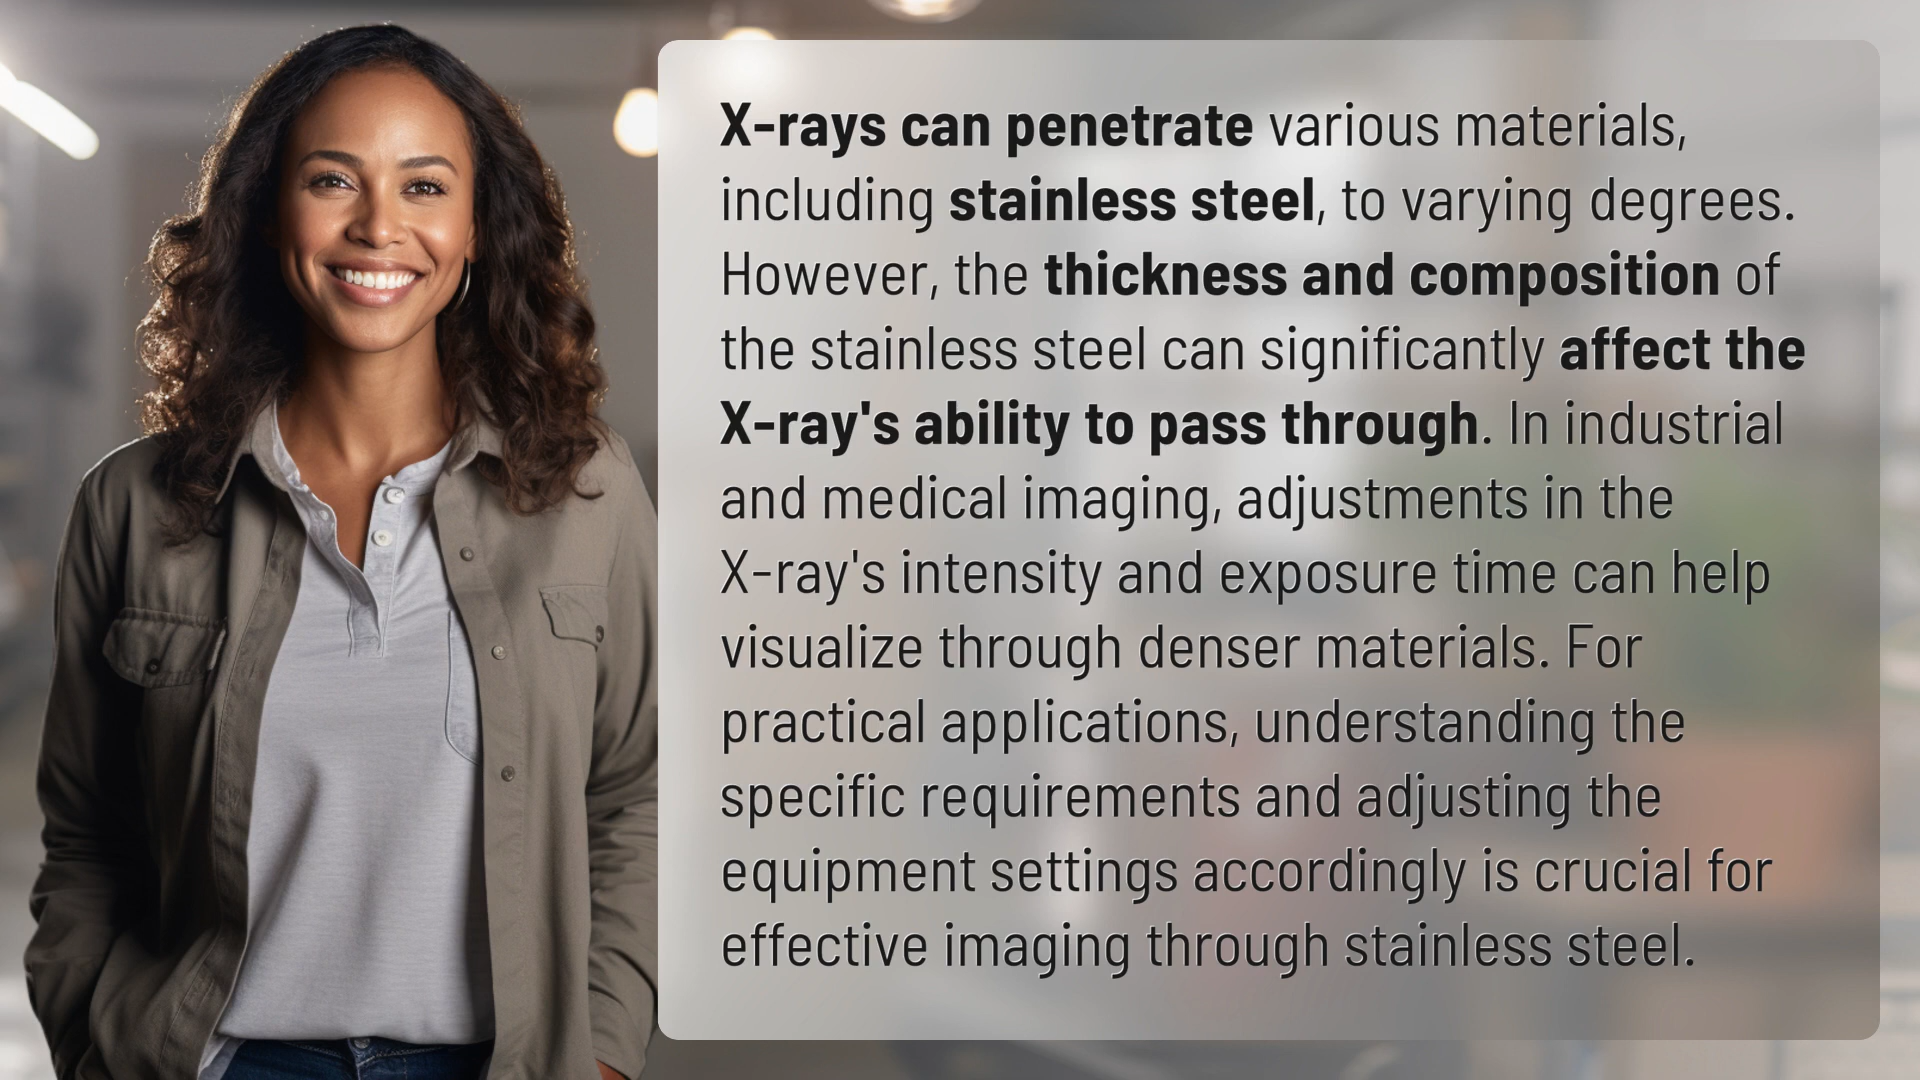 X-rays can penetrate various materials,
including stainless steel, to varying degrees.
However, the thickness and composition of
the stainless steel can significantly affect the
X-ray's ability to pass through. In industrial
and medical imaging, adjustments in the
X-ray's intensity and exposure time can help
visualize through denser materials. For
practical applications, understanding the
specific requirements and adjusting the
equipment settings accordingly is crucial for
effective imaging through stainless steel.